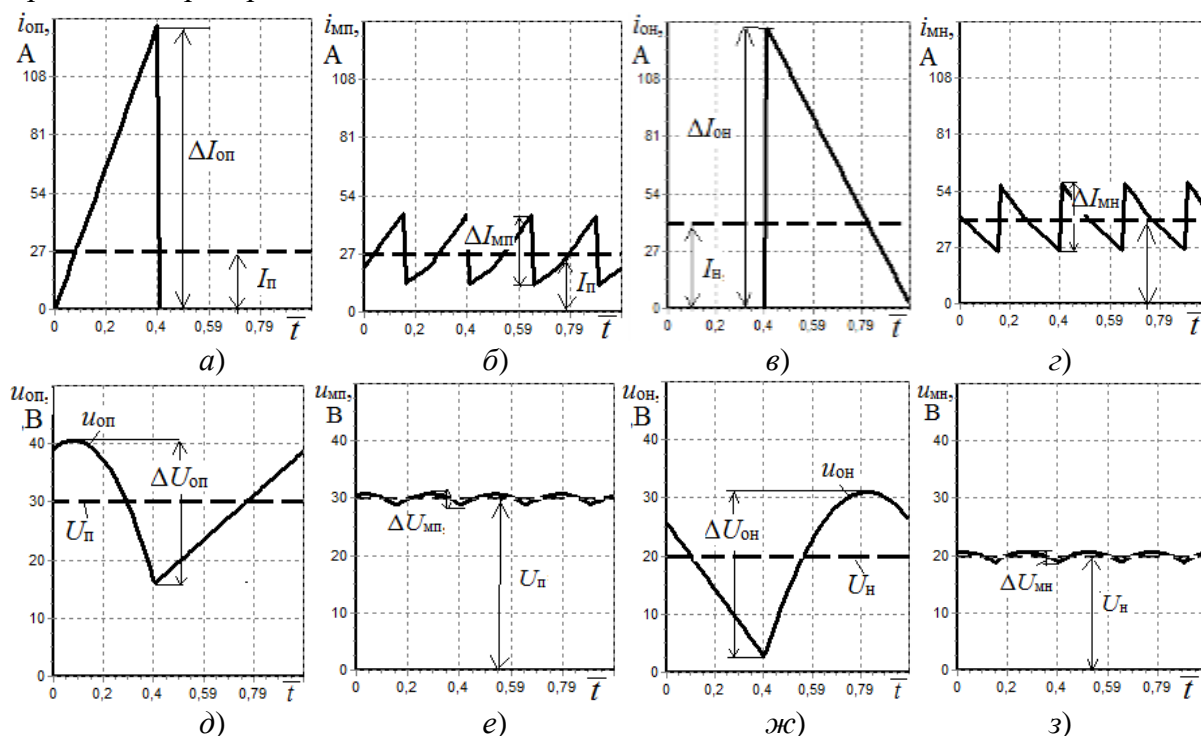 iоп, А
108
81
54
27
0
ΔIоп
Iп
0 0,2 0,4 0,59 0,79 t̅
а)
iмп, А
108
81
54
27
0
ΔIмп
Iп
0 0,2 0,4 0,59 0,79 t̅
б)
iон, А
108
81
54
27
0
ΔIон
Iн
0 0,2 0,4 0,59 0,79 t̅
в)
iмн, А
108
81
54
27
0
ΔIмн
0 0,2 0,4 0,59 0,79 t̅
г)
uоп, В
40
30
20
10
0
uоп
ΔUоп
Uп
0 0,2 0,4 0,59 0,79 t̅
д)
uмп, В
40
30
20
10
0
ΔUмп
Uп
0 0,2 0,4 0,59 0,79 t̅
е)
uон, В
40
30
20
10
0
uон
ΔUон
Uн
0 0,2 0,4 0,59 0,79 t̅
ж)
uмн, В
40
30
20
10
0
ΔUмн
Uн
0 0,2 0,4 0,59 0,79 t̅
з)